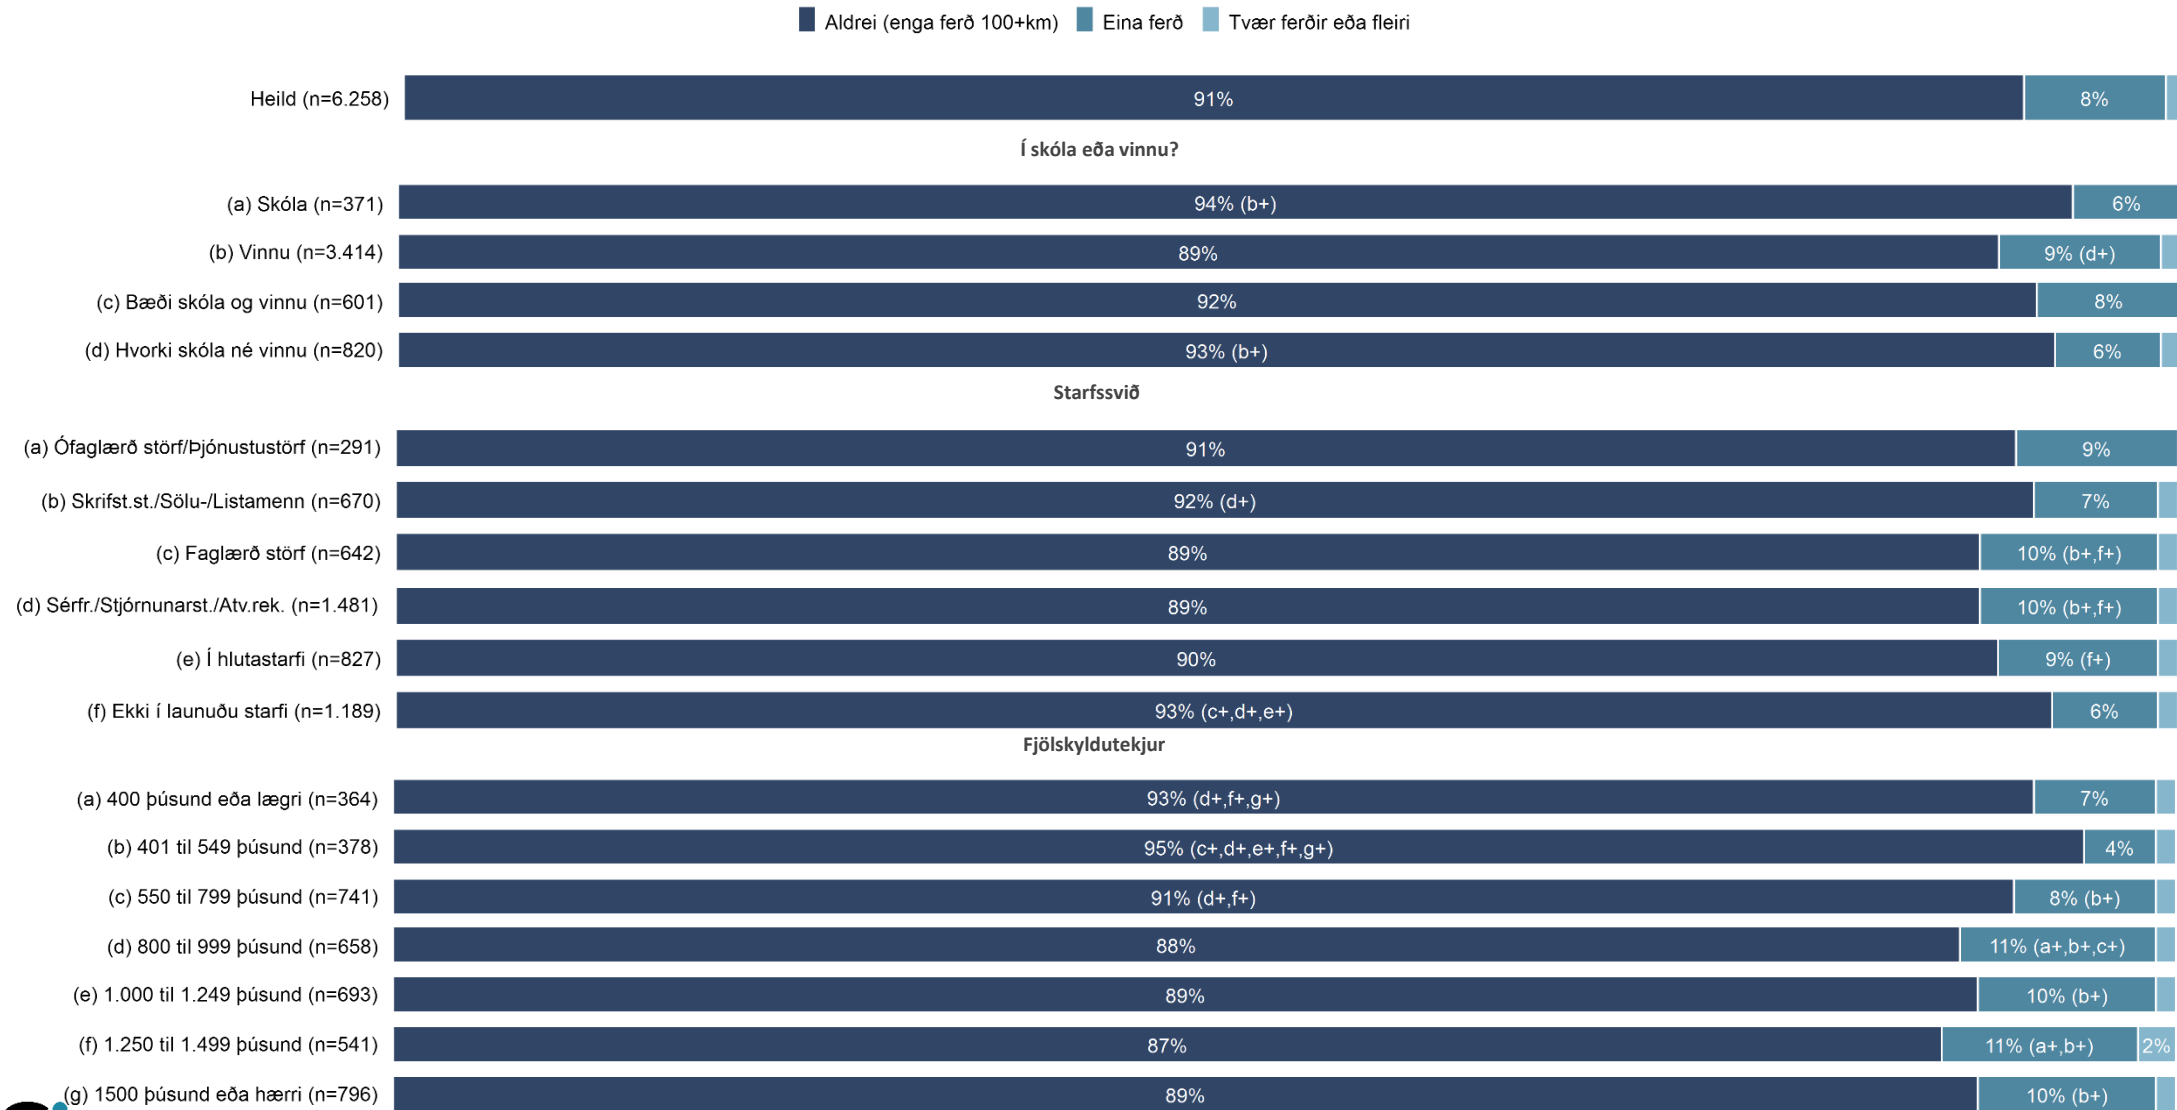 Aldrei (enga ferð 100+km) Eina ferð Tvær ferðir eða fleiri
Heild (n=6.258) 91% 8%
Í skóla eða vinnu?
(a) Skóla (n=371) 94% (b+) 6%
(b) Vinnu (n=3.414) 89% 9% (d+)
(c) Bæði skóla og vinnu (n=601) 92% 8%
(d) Hvorki skóla né vinnu (n=820) 93% (b+) 6%
Starfssvið
(a) Ófaglærð störf/Þjónustustörf (n=291) 91% 9%
(b) Skrifst.st./Sölu-/Listamenn (n=670) 92% (d+) 7%
(c) Faglærð störf (n=642) 89% 10% (b+,f+)
(d) Sérfr./Stjórnunarst./Atv.rek. (n=1.481) 89% 10% (b+,f+)
(e) Í hlutastarfi (n=827) 90% 9% (f+)
(f) Ekki í launuðu starfi (n=1.189) 93% (c+,d+,e+) 6%
Fjölskyldutekjur
(a) 400 þúsund eða lægri (n=364) 93% (d+,f+,g+) 7%
(b) 401 til 549 þúsund (n=378) 95% (c+,d+,e+,f+,g+) 4%
(c) 550 til 799 þúsund (n=741) 91% (d+,f+) 8% (b+)
(d) 800 til 999 þúsund (n=658) 88% 11% (a+,b+,c+)
(e) 1.000 til 1.249 þúsund (n=693) 89% 10% (b+)
(f) 1.250 til 1.499 þúsund (n=541) 87% 11% (a+,b+) 2%
(g) 1500 þúsund eða hærri (n=796) 89% 10% (b+)